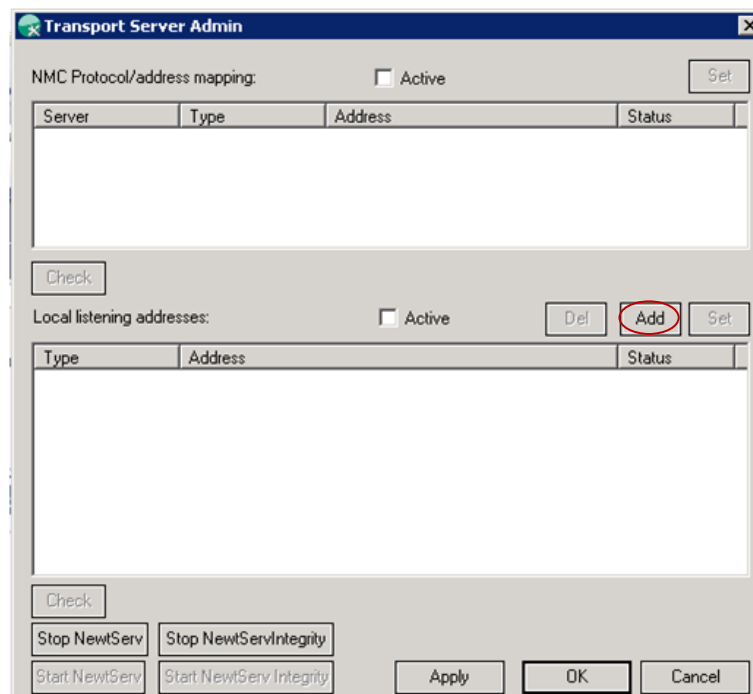 Transport Server Admin
NMC Protocol/address mapping: Active Set
Server Type Address Status
Check
Local listening addresses: Active Del Add Set
Type Address Status
Check
Stop NewtServ Stop NewtServIntegrity
Start NewtServ Start NewtServ Integrity Apply OK Cancel